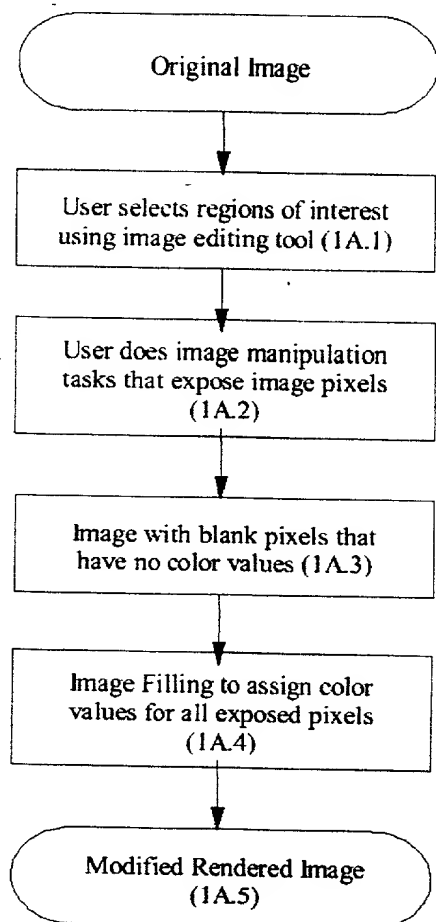 Original Image
User selects regions of interest
using image editing tool (1A.1)
User does image manipulation
tasks that expose image pixels
(1A.2)
Image with blank pixels that
have no color values (1A.3)
Image Filling to assign color
values for all exposed pixels
(1A.4)
Modified Rendered Image
(1A.5)